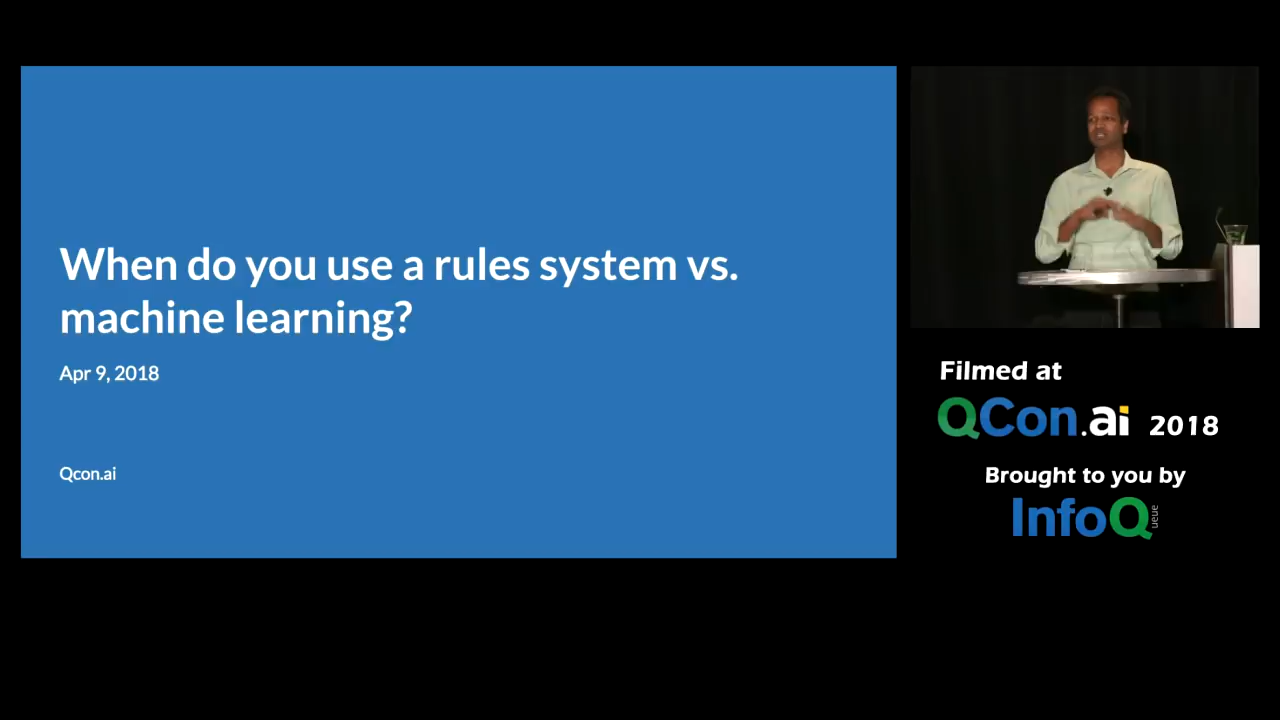 When do you use a rules system vs.
machine learning?
Apr 9, 2018
Qcon.ai
Filmed at
QCon.ai 2018
Brought to you by
InfoQ
ueue